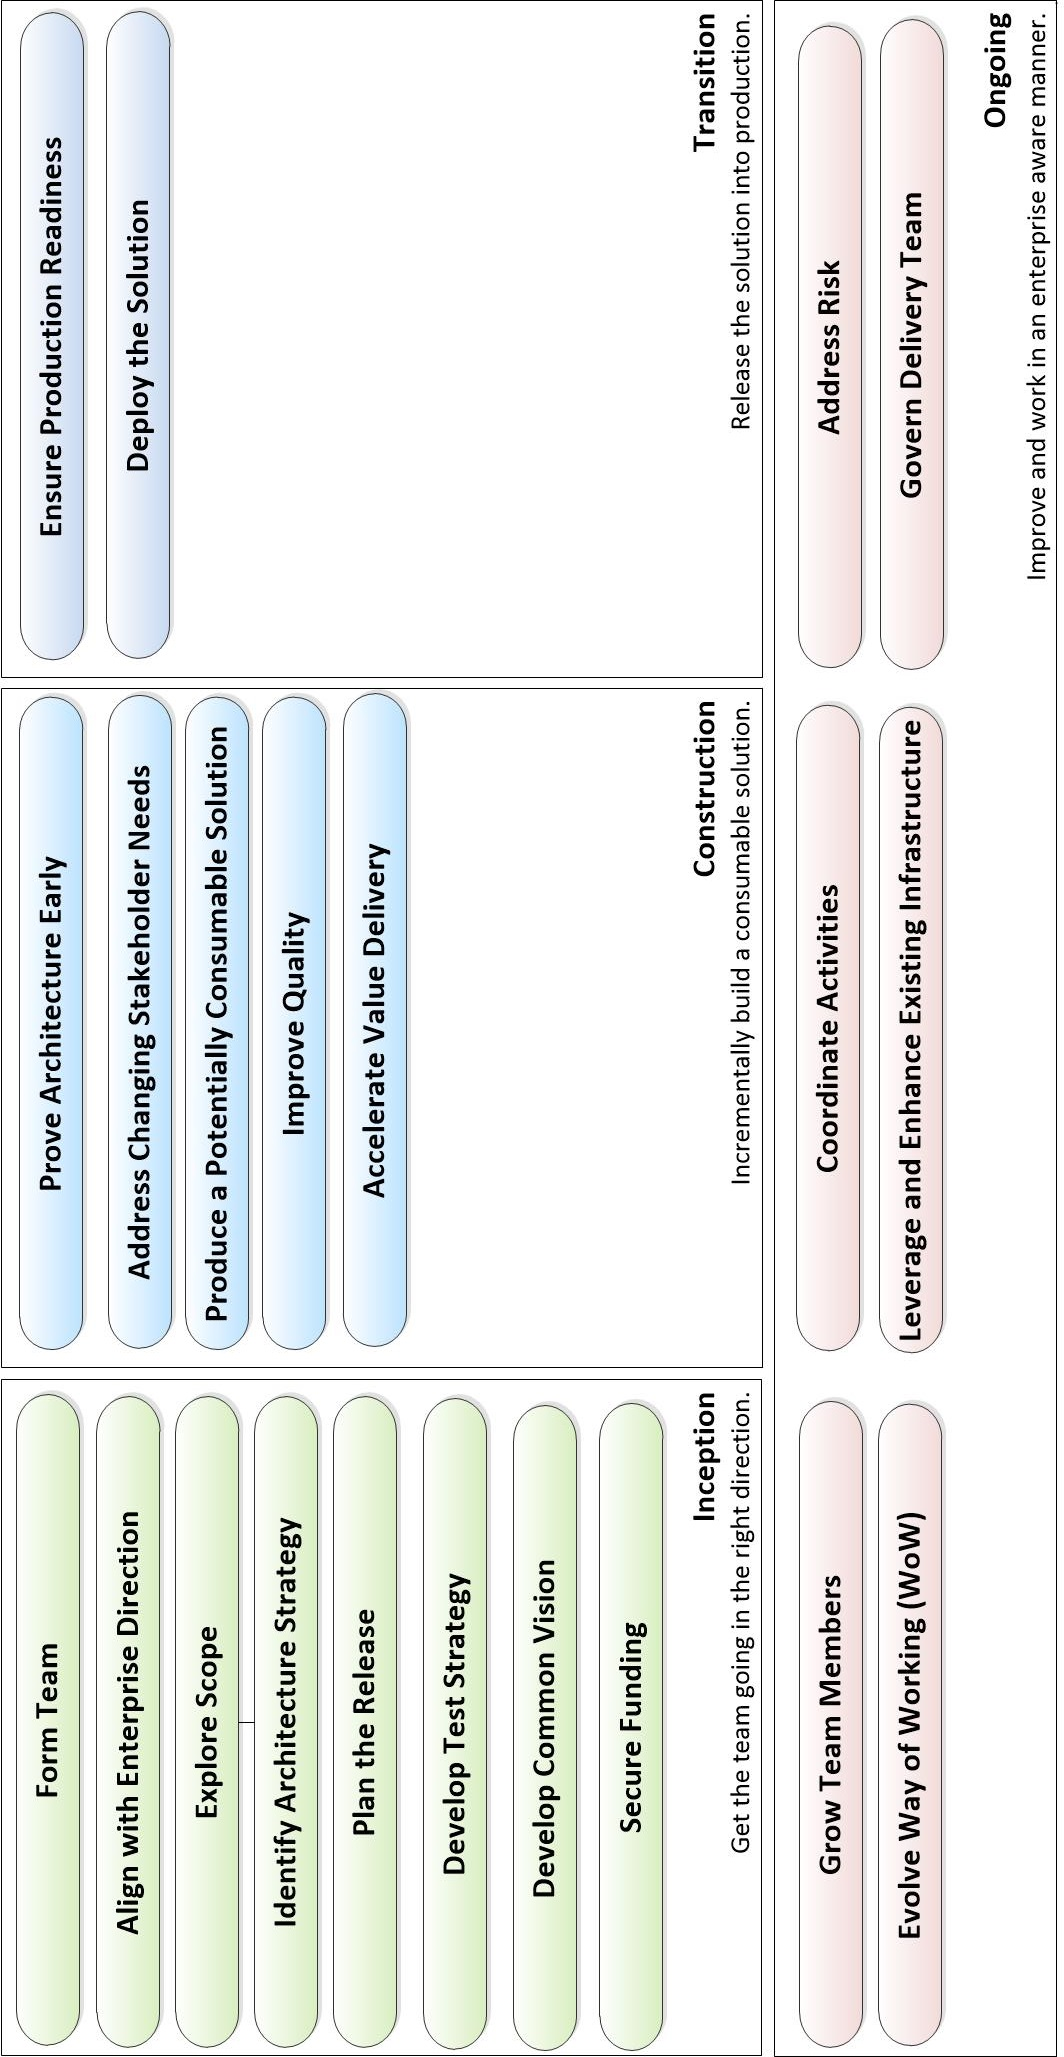 Form Team
Align with Enterprise Direction
Explore Scope
Identify Architecture Strategy
Plan the Release
Develop Test Strategy
Develop Common Vision
Secure Funding
Inception
Get the team going in the right direction.
Prove Architecture Early
Address Changing Stakeholder Needs
Produce a Potentially Consumable Solution
Improve Quality
Accelerate Value Delivery
Construction
Incrementally build a consumable solution.
Ensure Production Readiness
Deploy the Solution
Transition
Release the solution into production.
Grow Team Members
Evolve Way of Working (WoW)
Coordinate Activities
Leverage and Enhance Existing Infrastructure
Address Risk
Govern Delivery Team
Ongoing
Improve and work in an enterprise aware manner.